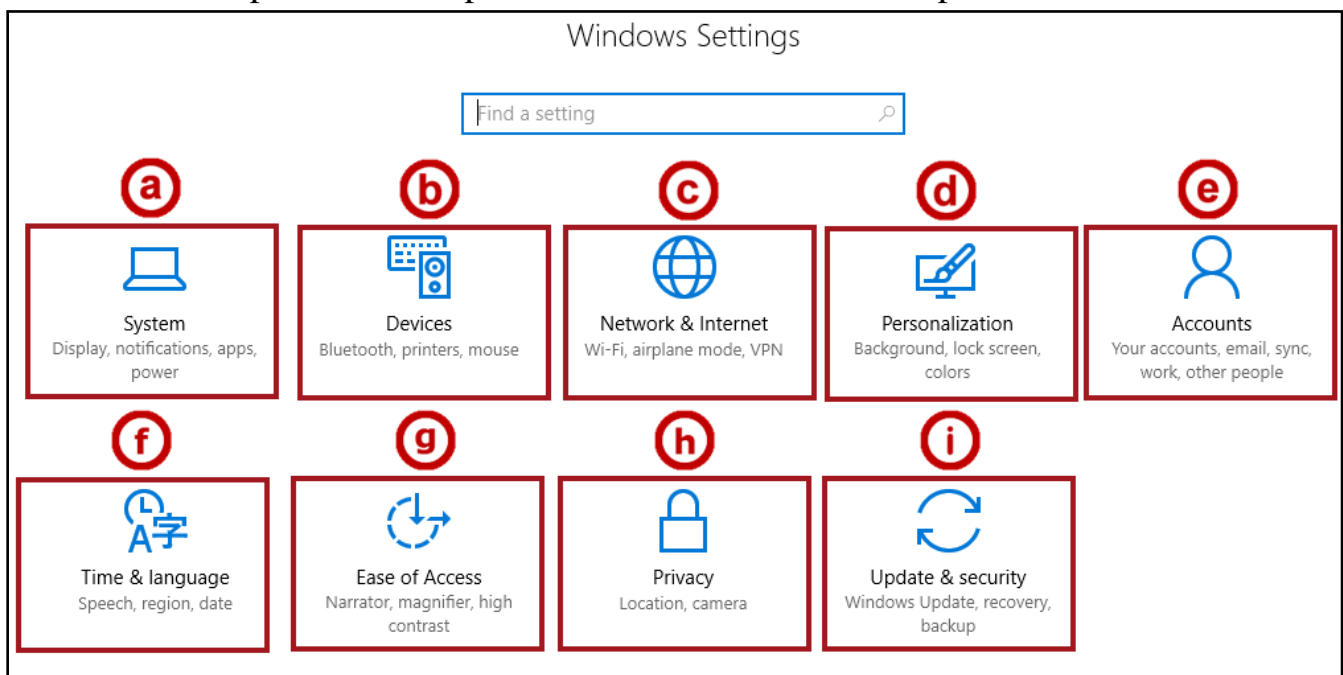 Windows Settings
Find a setting
a b c d e
System Devices Network & Internet Personalization Accounts
Display, notifications, apps, Bluetooth, printers, mouse Wi-Fi, airplane mode, VPN Background, lock screen, Your accounts, email, sync,
power colors work, other people
f g h i
A字
Time & language Ease of Access Privacy Update & security
Speech, region, date Narrator, magnifier, high Location, camera Windows Update, recovery,
contrast backup